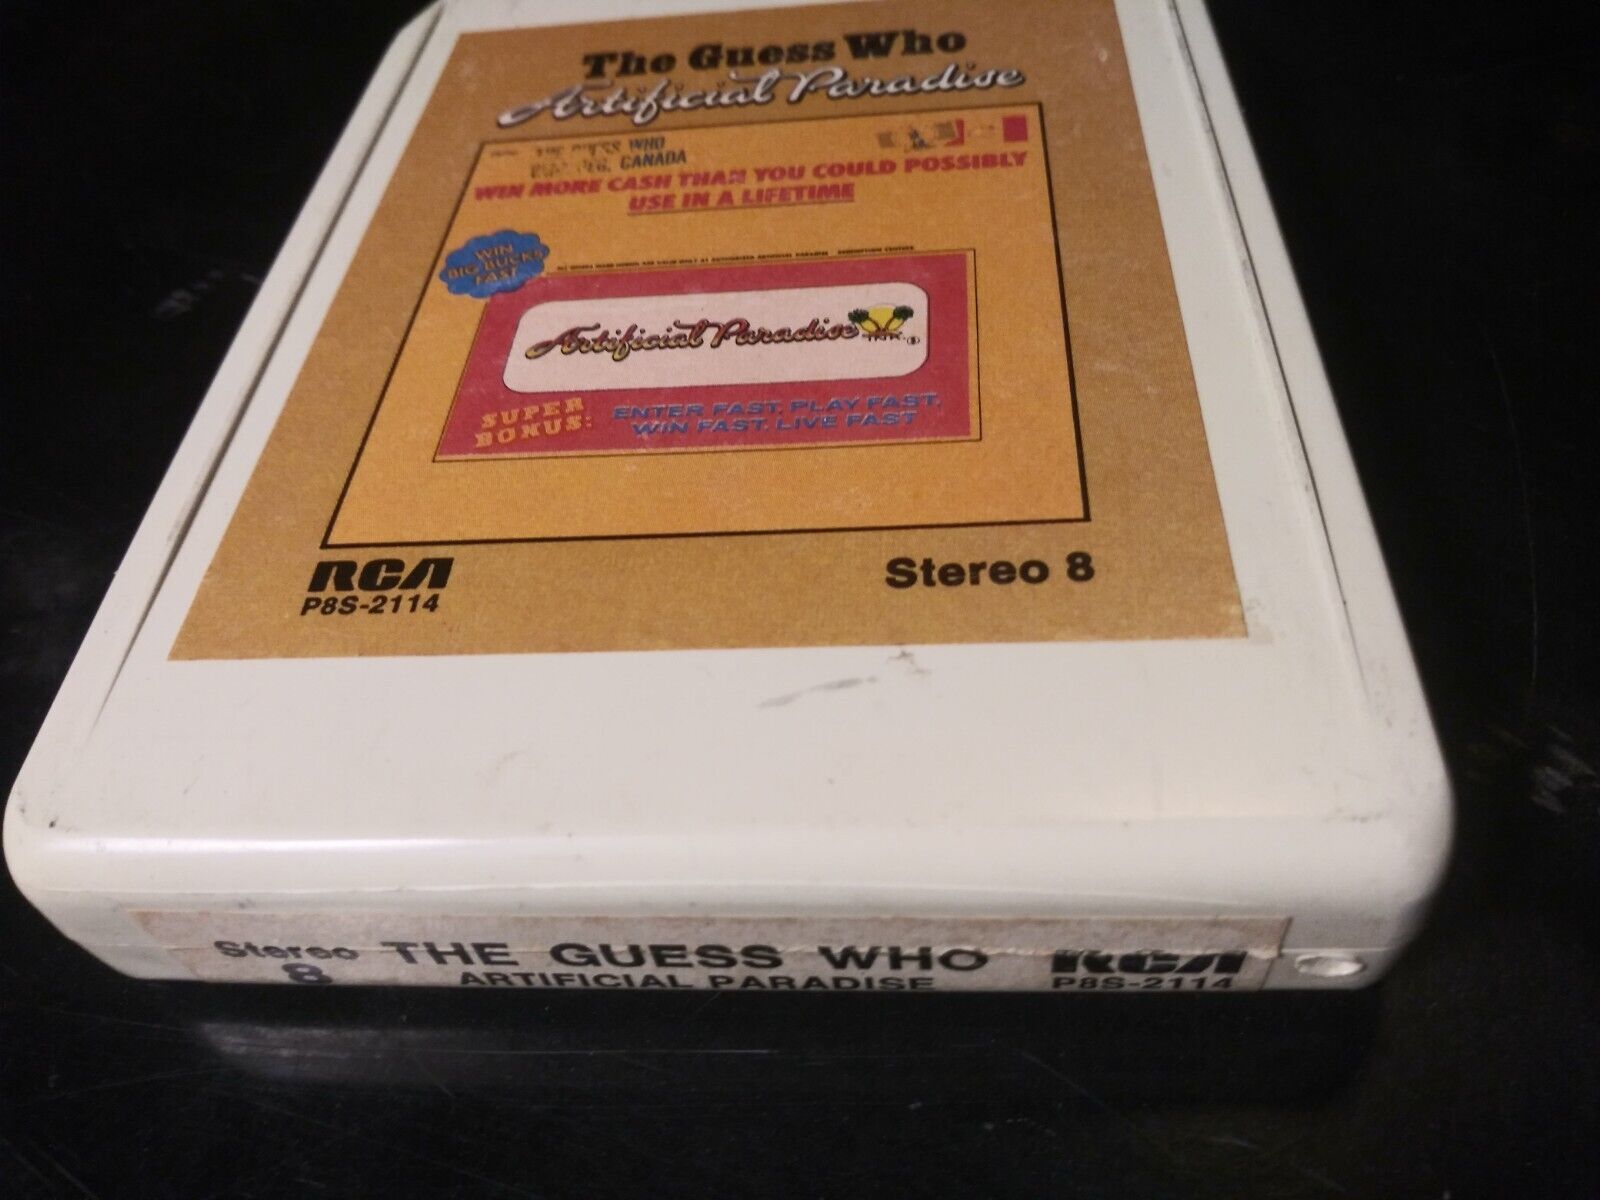 The Guess Who
Artificial Paradise
THE GUESS WHO
CANADA
WIN MORE CASH THAN YOU COULD POSSIBLY
USE IN A LIFETIME
WIN
BIG BUCKS
FAST
Artificial Paradise
SUPER
BONUS:
ENTER FAST, PLAY FAST,
WIN FAST, LIVE FAST
RCA
P8S-2114
Stereo 8
Stereo
8
THE GUESS WHO
ARTIFICIAL PARADISE
RCA
P8S-2114